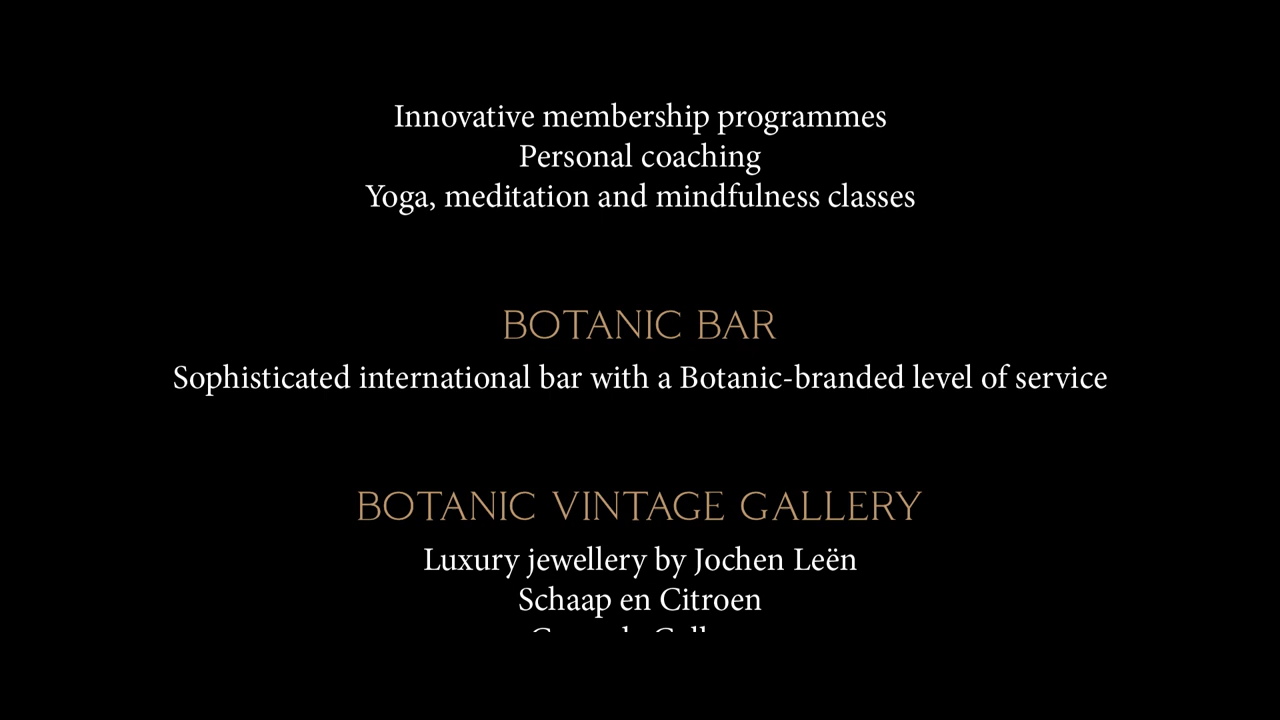 Innovative membership programmes
Personal coaching
Yoga, meditation and mindfulness classes
BOTANIC BAR
Sophisticated international bar with a Botanic-branded level of service
BOTANIC VINTAGE GALLERY
Luxury jewellery by Jochen Leën
Schaap en Citroen